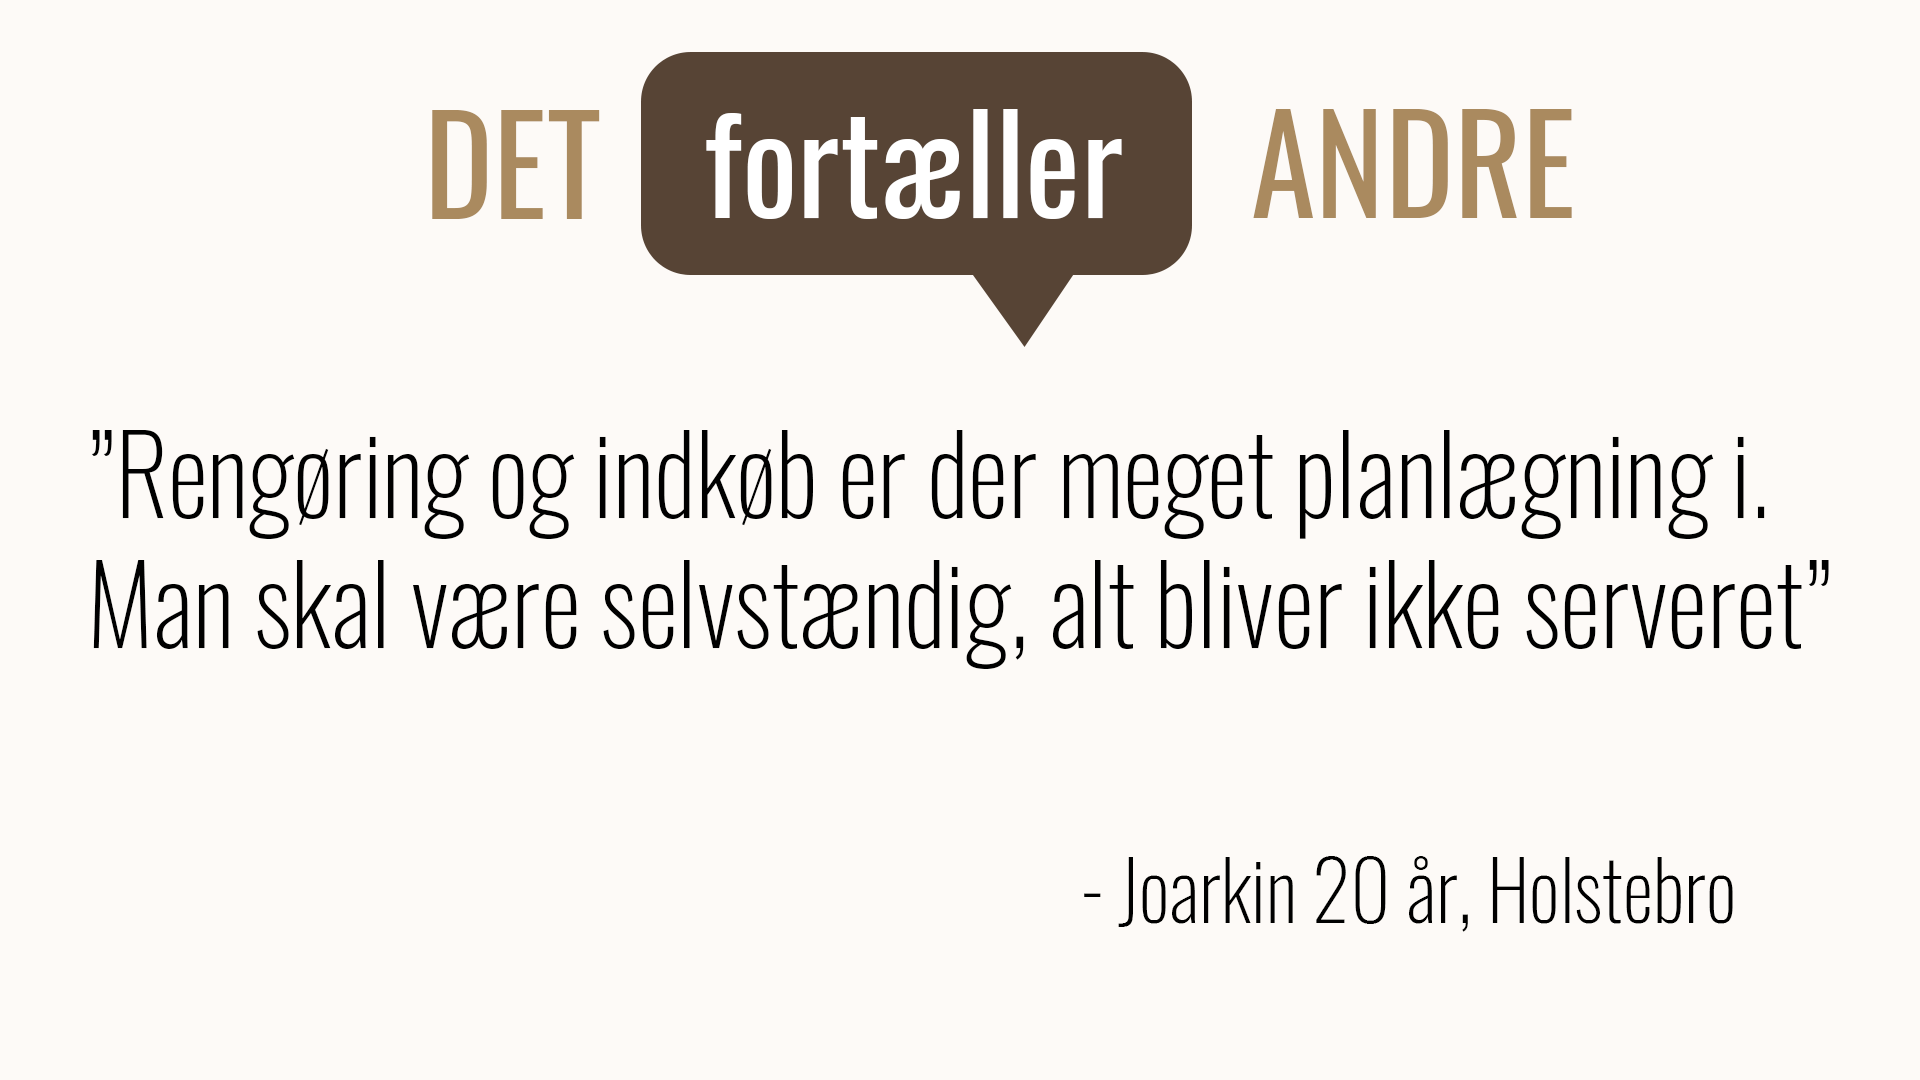 DET fortæller ANDRE
”Rengøring og indkøb er der meget planlægning i.
Man skal være selvstændig, alt bliver ikke serveret”
- Joarkin 20 år, Holstebro